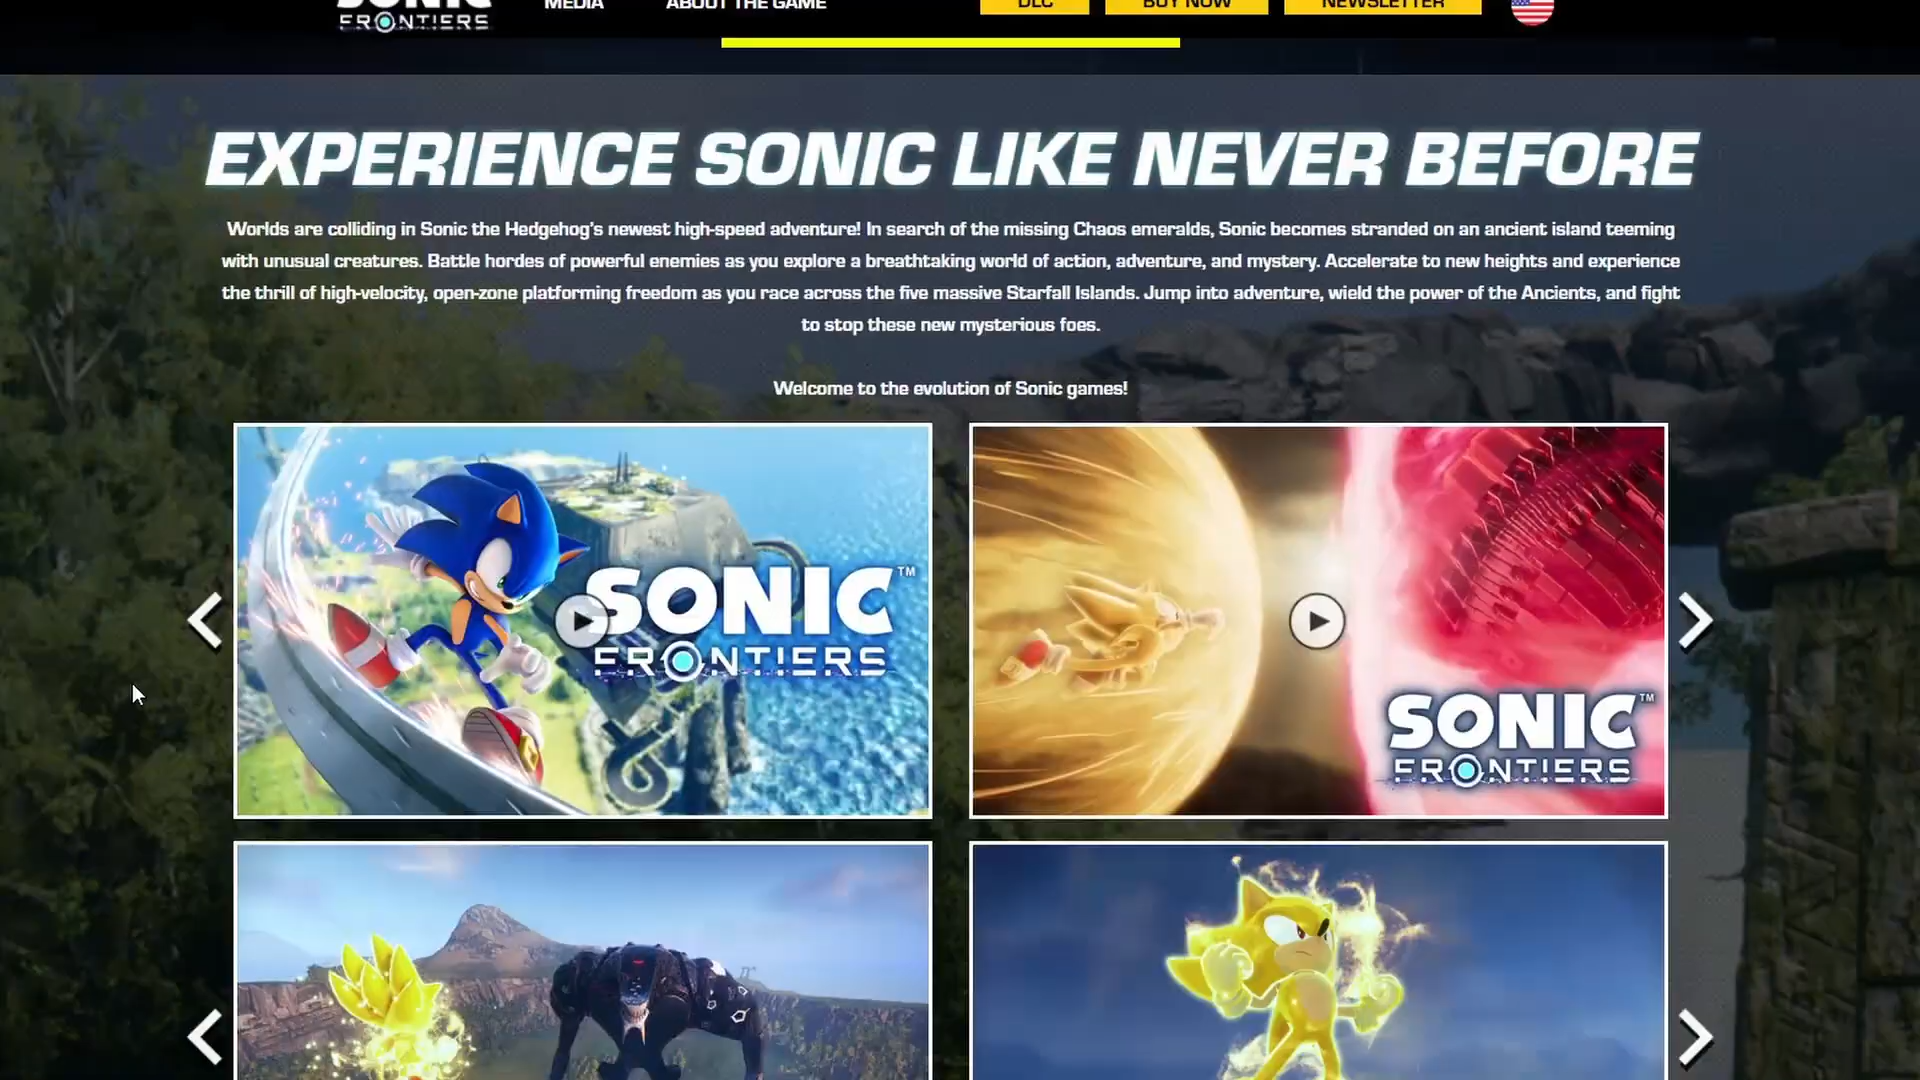 SONIC
FRONTIERS
MEDIA
ABOUT THE GAME
DLC
BUY NOW
NEWSLETTER
EXPERIENCE SONIC LIKE NEVER BEFORE
Worlds are colliding in Sonic the Hedgehog's newest high-speed adventure! In search of the missing Chaos emeralds, Sonic becomes stranded on an ancient island teeming
with unusual creatures. Battle hordes of powerful enemies as you explore a breathtaking world of action, adventure, and mystery. Accelerate to new heights and experience
the thrill of high-velocity, open-zone platforming freedom as you race across the five massive Starfall Islands. Jump into adventure, wield the power of the Ancients, and fight
to stop these new mysterious foes.
Welcome to the evolution of Sonic games!
SONIC™
FRONTIERS
SONIC™
FRONTIERS